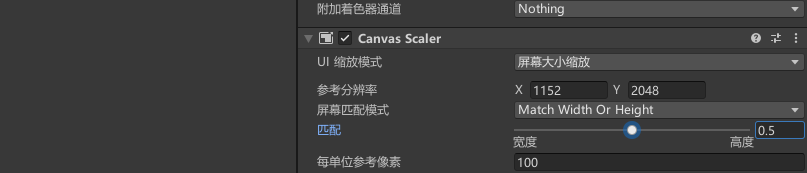 附加着色器通道 Nothing
Canvas Scaler
UI 缩放模式 屏幕大小缩放
参考分辨率 X 1152 Y 2048
屏幕匹配模式 Match Width Or Height
匹配 0.5
宽度 高度
每单位参考像素 100